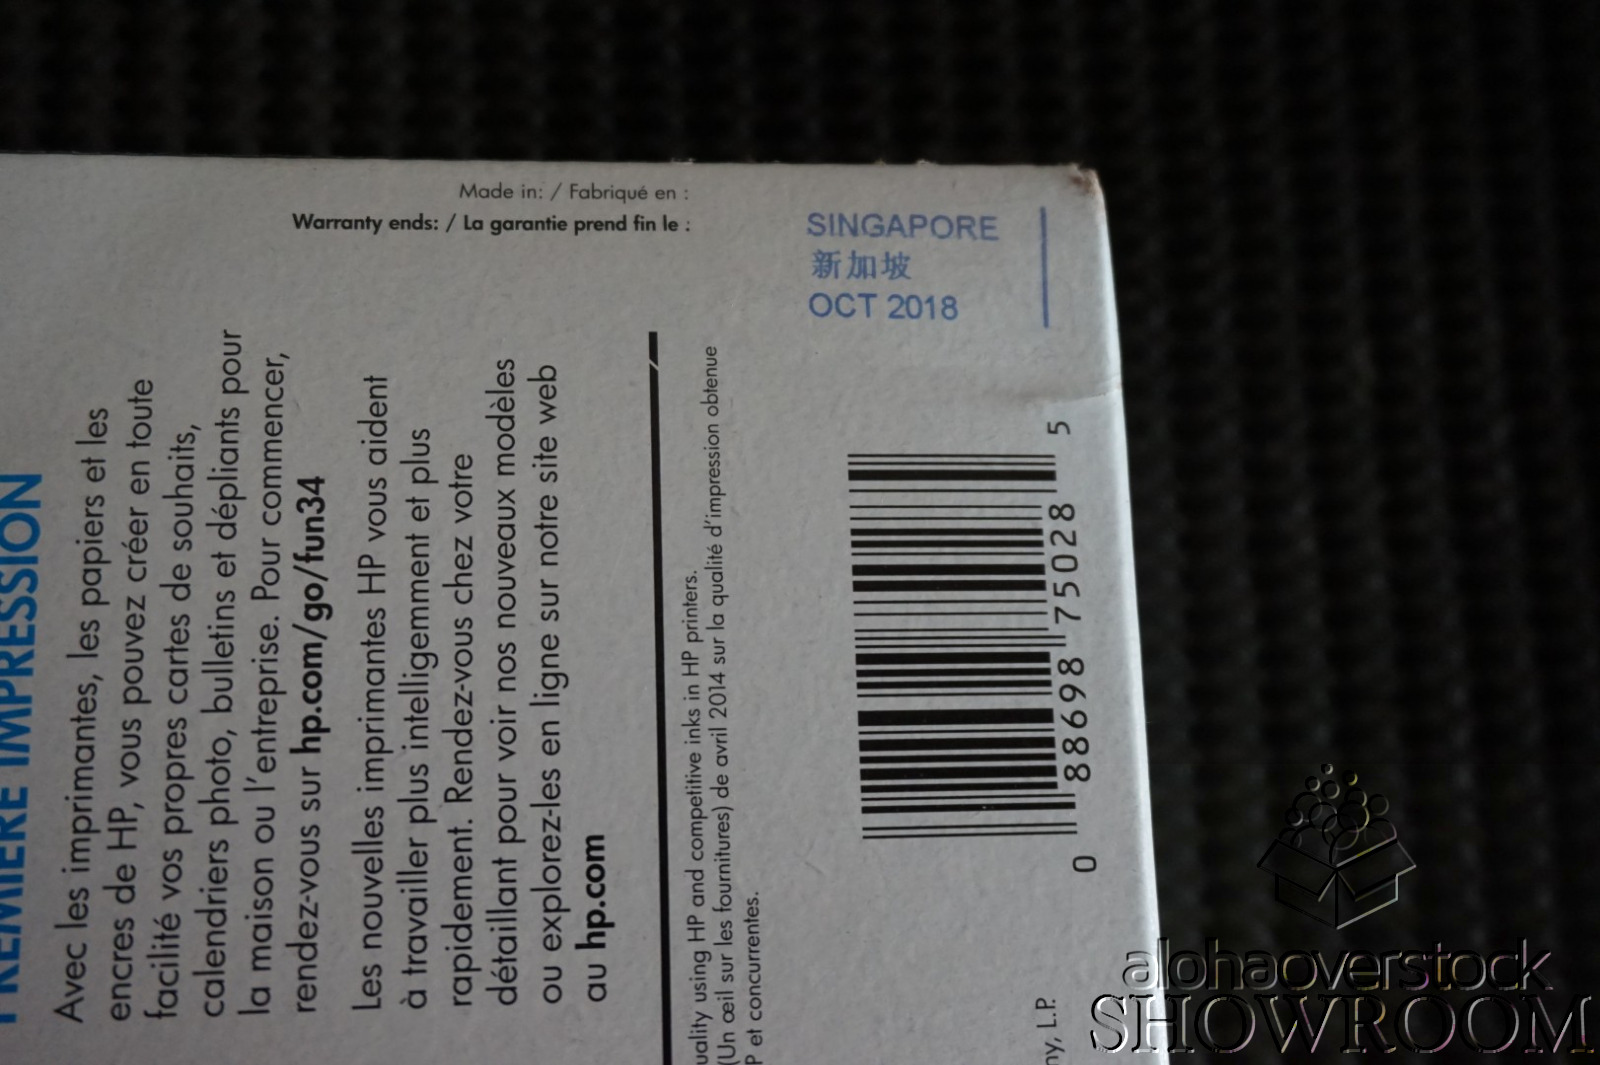 Made in: / Fabriqué en :
Warranty ends: / La garantie prend fin le :
SINGAPORE
新加坡
OCT 2018
PREMIÈRE IMPRESSION
Avec les imprimantes, les papiers et les
encres de HP, vous pouvez créer en toute
facilité vos propres cartes de souhaits,
calendriers photo, bulletins et dépliants pour
la maison ou l'entreprise. Pour commencer,
rendez-vous sur hp.com/go/fun34
Les nouvelles imprimantes HP vous aident
à travailler plus intelligemment et plus
rapidement. Rendez-vous chez votre
détaillant pour voir nos nouveaux modèles
ou explorez-les en ligne sur notre site web
au hp.com
uality using HP and competitive inks in HP printers.
(Un œil sur les fournitures) de avril 2014 sur la qualité d'impression obtenue
P et concurrentes.
ny, L.P.
0 88698 75028 5
alohaoverstock
SHOWROOM